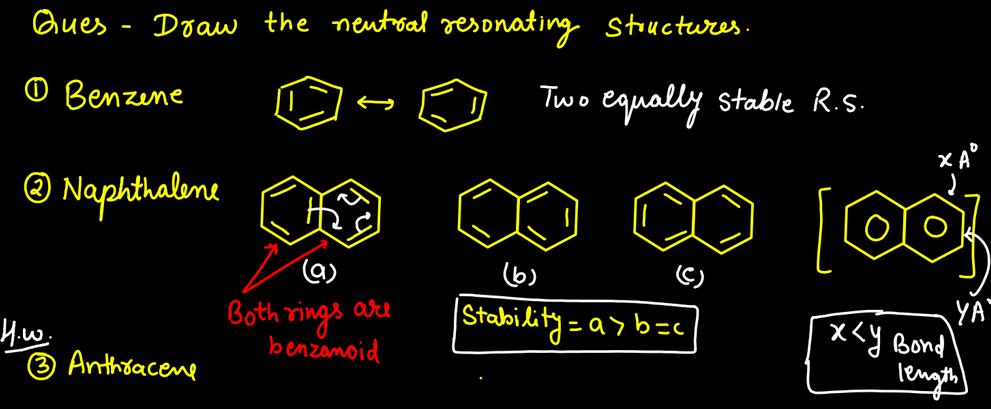 Ques - Draw the neutral resonating structures.
① Benzene
Two equally stable R.S.
② Naphthalene
x A°
(a)
(b)
(c)
Both rings are
benzanoid
Stability = a > b = c
YA°
x < y Bond
length
H.W.
③ Anthracene